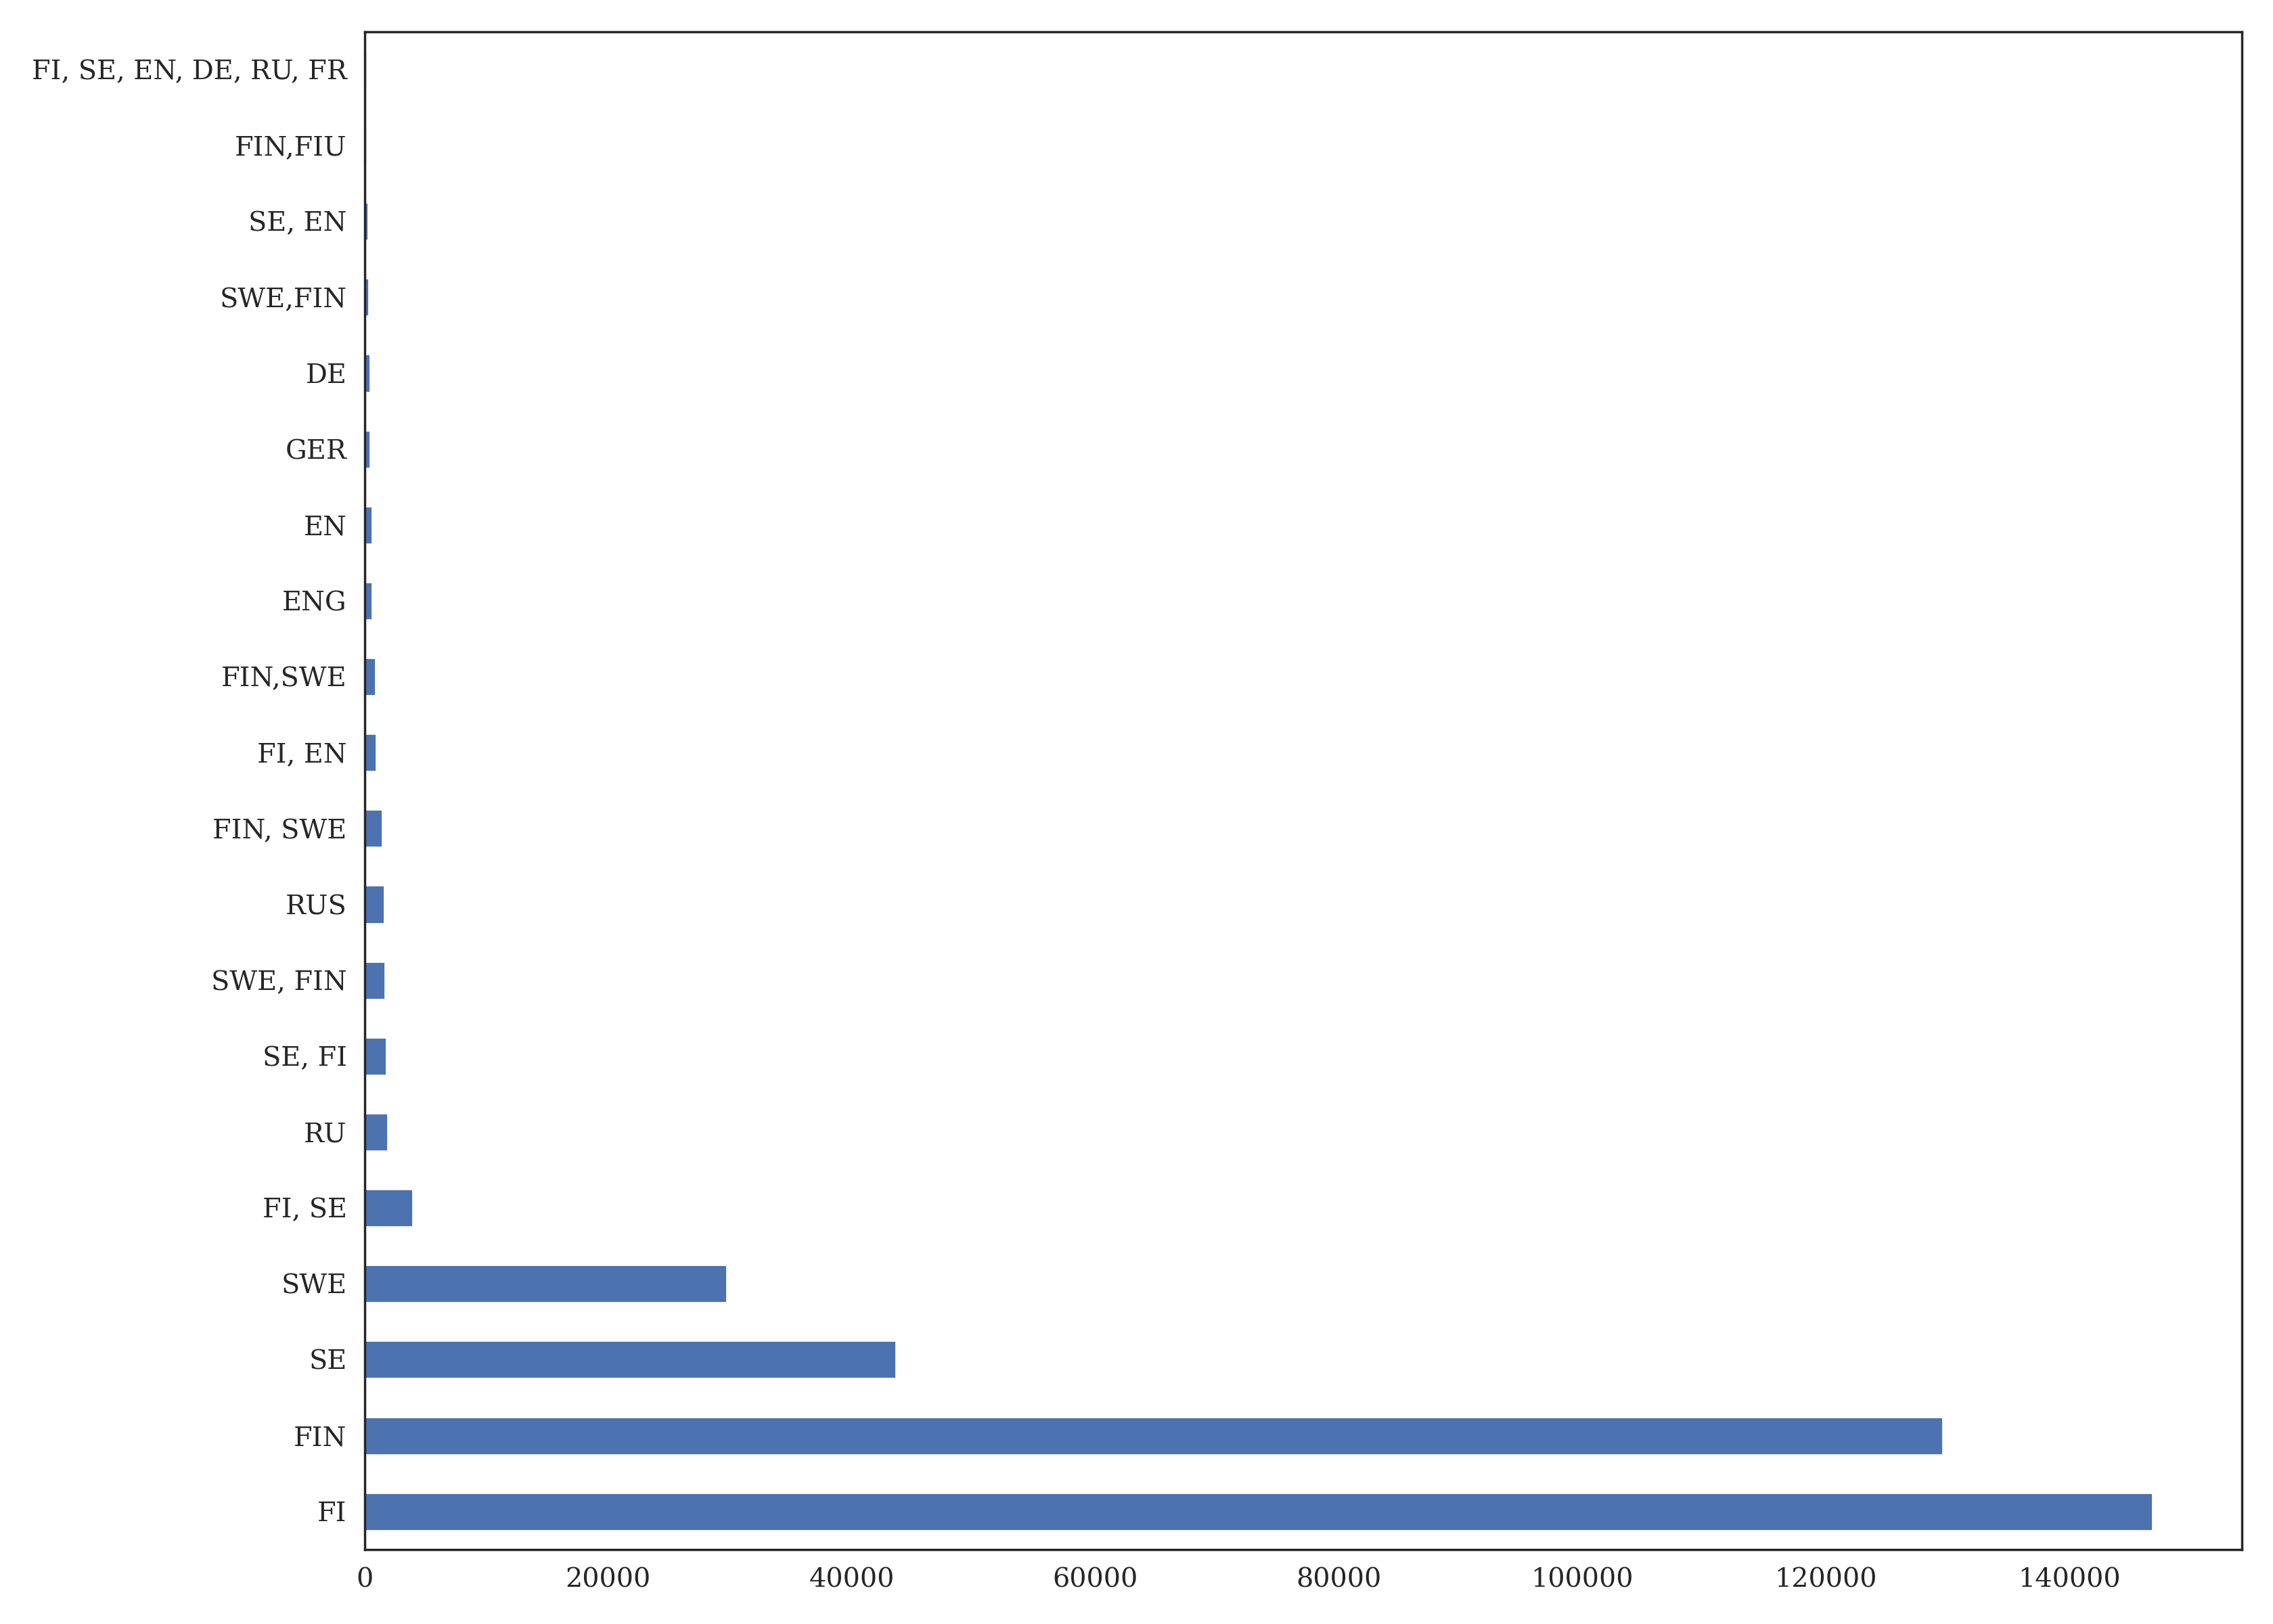 FI, SE, EN, DE, RU, FR
FIN,FIU
SE, EN
SWE,FIN
DE
GER
EN
ENG
FIN,SWE
FI, EN
FIN, SWE
RUS
SWE, FIN
SE, FI
RU
FI, SE
SWE
SE
FIN
FI
0 20000 40000 60000 80000 100000 120000 140000